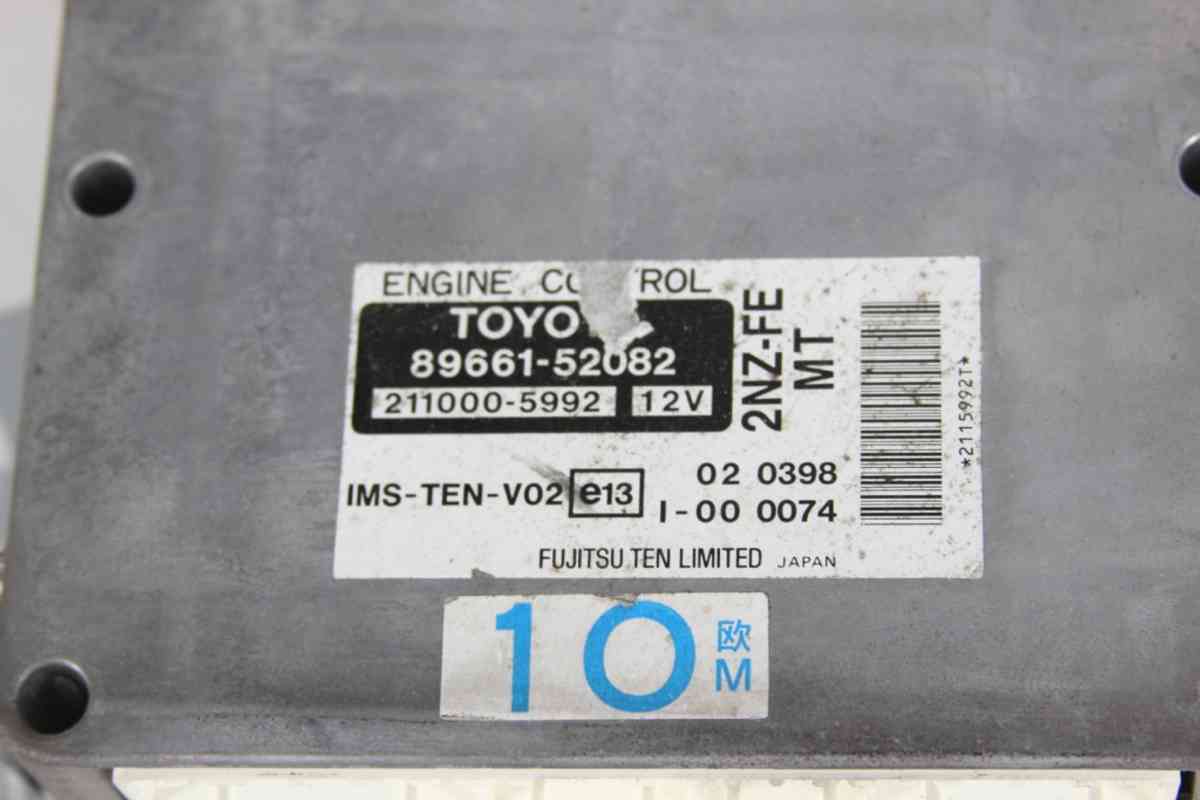 ENGINE CO ROL
TOYO
89661-52082
211000-5992 12V
2NZ-FE
MT
*2115992T*
IMS-TEN-V02 e13 02 0398
I-00 0074
FUJITSU TEN LIMITED JAPAN
10 欧
M